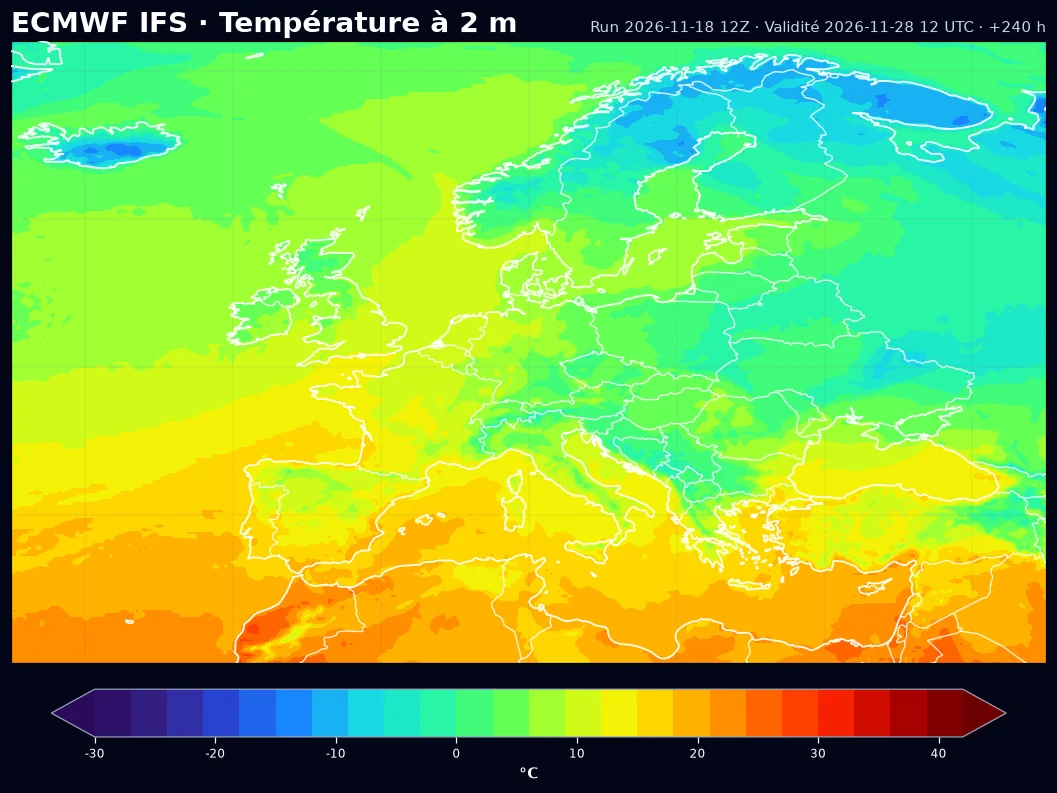 ECMWF IFS · Température à 2 m
Run 2026-11-18 12Z · Validité 2026-11-28 12 UTC · +240 h
-30 -20 -10 0 10 20 30 40
°C